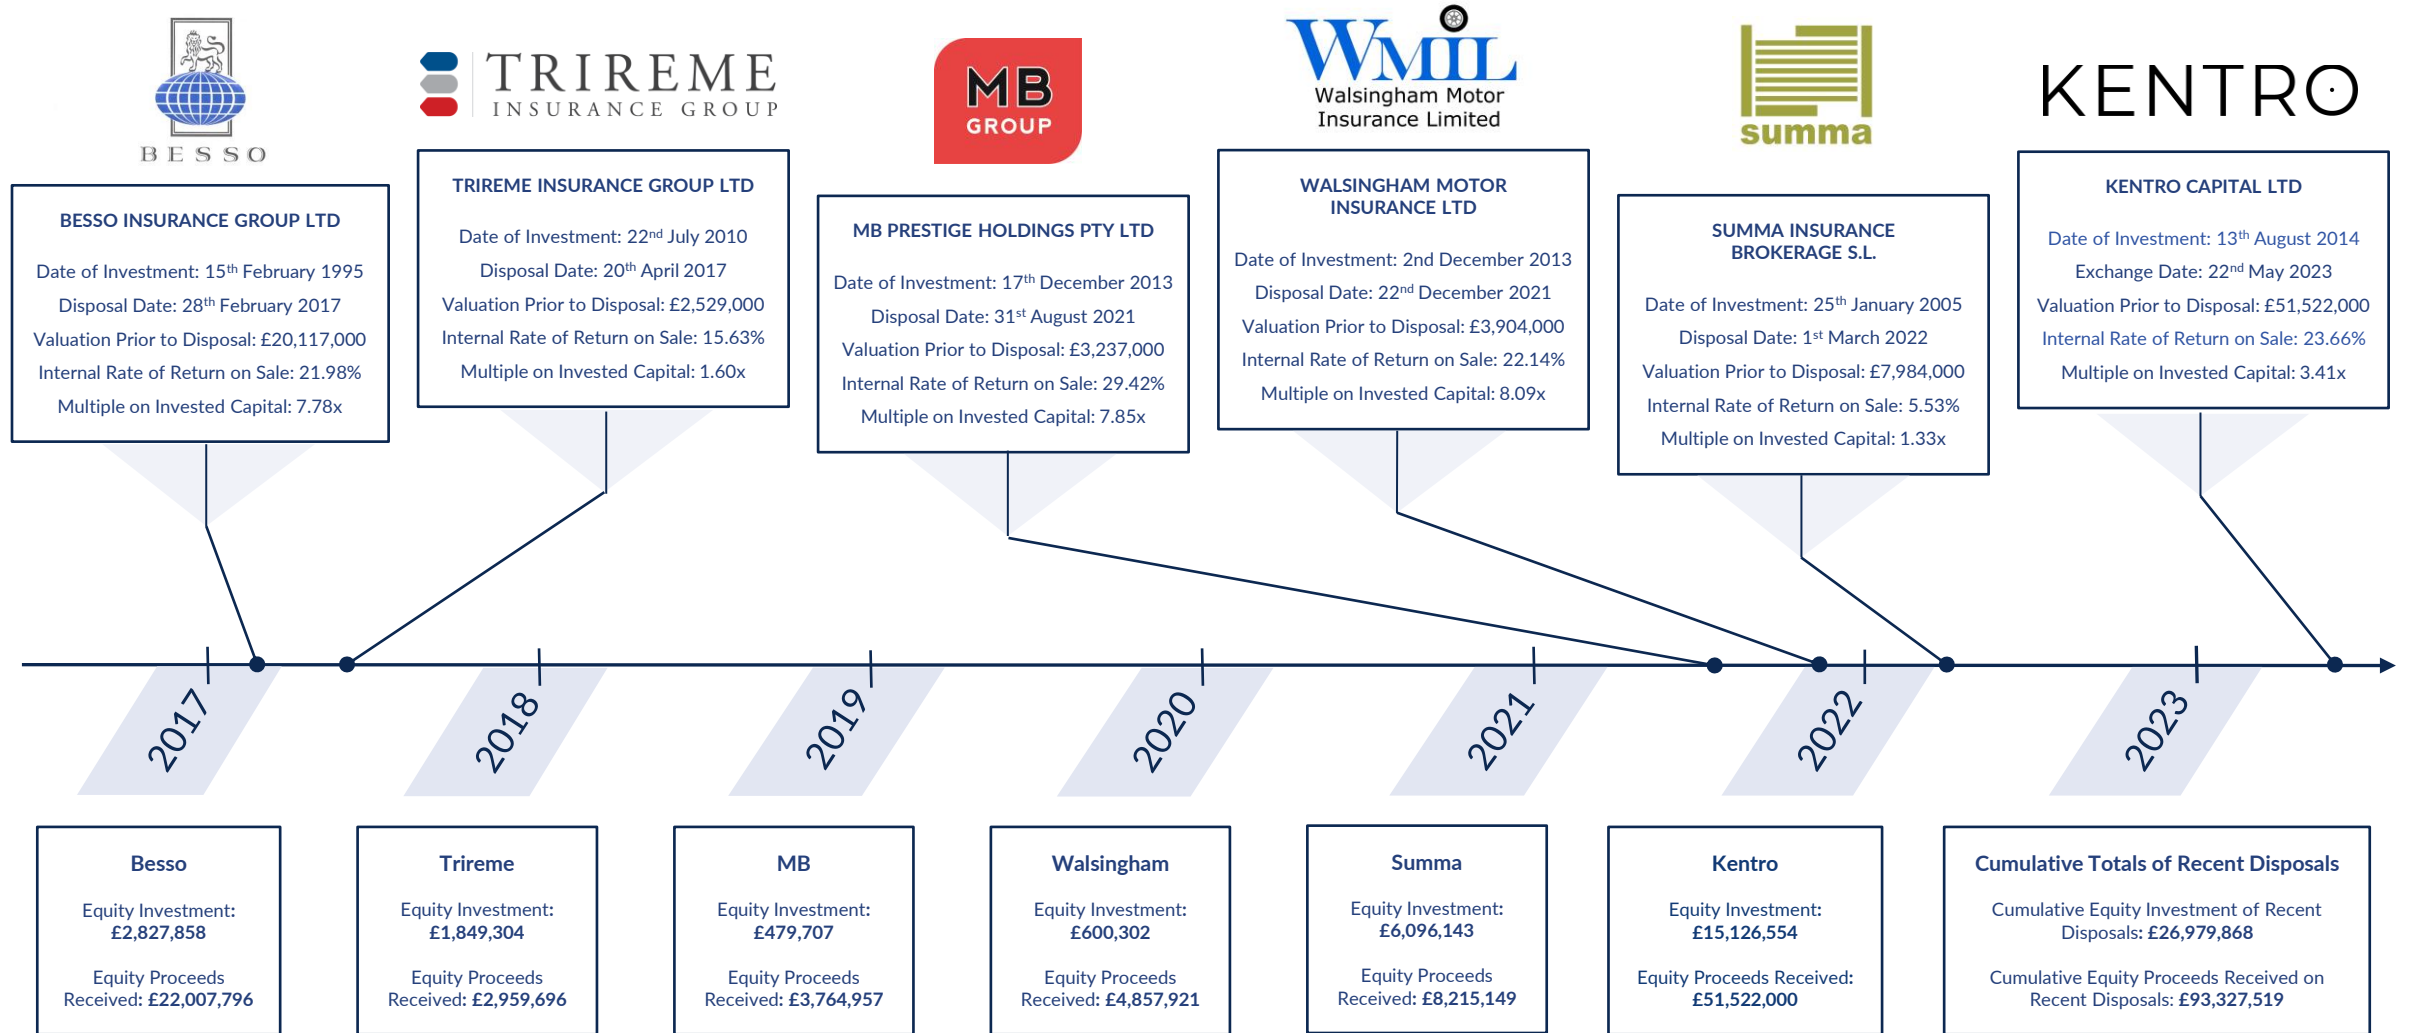 BESSO
TRIREME
INSURANCE GROUP
MB
GROUP
WMIL
Walsingham Motor
Insurance Limited
summa
KENTRO
BESSO INSURANCE GROUP LTD
Date of Investment: 15th February 1995
Disposal Date: 28th February 2017
Valuation Prior to Disposal: £20,117,000
Internal Rate of Return on Sale: 21.98%
Multiple on Invested Capital: 7.78x
TRIREME INSURANCE GROUP LTD
Date of Investment: 22nd July 2010
Disposal Date: 20th April 2017
Valuation Prior to Disposal: £2,529,000
Internal Rate of Return on Sale: 15.63%
Multiple on Invested Capital: 1.60x
MB PRESTIGE HOLDINGS PTY LTD
Date of Investment: 17th December 2013
Disposal Date: 31st August 2021
Valuation Prior to Disposal: £3,237,000
Internal Rate of Return on Sale: 29.42%
Multiple on Invested Capital: 7.85x
WALSINGHAM MOTOR
INSURANCE LTD
Date of Investment: 2nd December 2013
Disposal Date: 22nd December 2021
Valuation Prior to Disposal: £3,904,000
Internal Rate of Return on Sale: 22.14%
Multiple on Invested Capital: 8.09x
SUMMA INSURANCE
BROKERAGE S.L.
Date of Investment: 25th January 2005
Disposal Date: 1st March 2022
Valuation Prior to Disposal: £7,984,000
Internal Rate of Return on Sale: 5.53%
Multiple on Invested Capital: 1.33x
KENTRO CAPITAL LTD
Date of Investment: 13th August 2014
Exchange Date: 22nd May 2023
Valuation Prior to Disposal: £51,522,000
Internal Rate of Return on Sale: 23.66%
Multiple on Invested Capital: 3.41x
2017
2018
2019
2020
2021
2022
2023
Besso
Equity Investment:
£2,827,858
Equity Proceeds
Received: £22,007,796
Trireme
Equity Investment:
£1,849,304
Equity Proceeds
Received: £2,959,696
MB
Equity Investment:
£479,707
Equity Proceeds
Received: £3,764,957
Walsingham
Equity Investment:
£600,302
Equity Proceeds
Received: £4,857,921
Summa
Equity Investment:
£6,096,143
Equity Proceeds
Received: £8,215,149
Kentro
Equity Investment:
£15,126,554
Equity Proceeds Received:
£51,522,000
Cumulative Totals of Recent Disposals
Cumulative Equity Investment of Recent
Disposals: £26,979,868
Cumulative Equity Proceeds Received on
Recent Disposals: £93,327,519